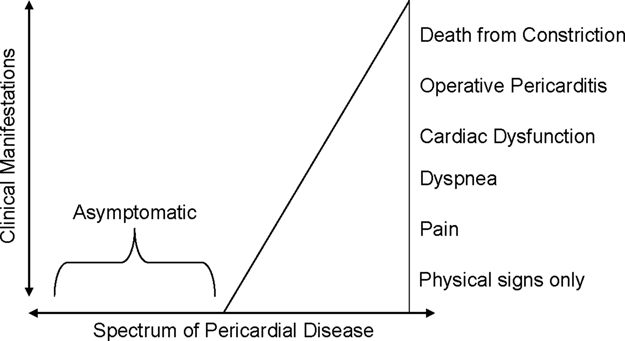 Clinical Manifestations
Asymptomatic
Death from Constriction
Operative Pericarditis
Cardiac Dysfunction
Dyspnea
Pain
Physical signs only
Spectrum of Pericardial Disease